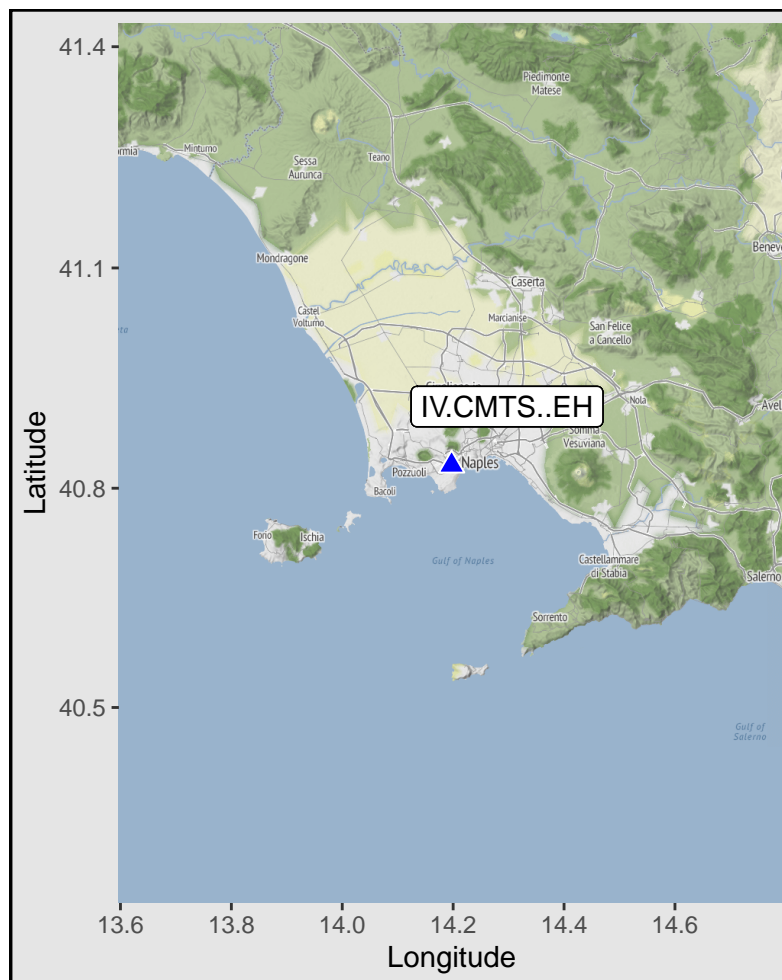 41.4
Piedimonte
Matese
Minturno
Sessa
Aurunca
Teano
Beneve
Mondragone
41.1
Caserta
Castel
Volturno
Marcianise
San Felice
a Cancello
IV.CMTS..EH
Nola
Avel
Somma
Vesuviana
Naples
Pozzuoli
40.8
Bacoli
Forio
Ischia
Gulf of Naples
Castellammare
di Stabia
Salerno
Sorrento
40.5
Gulf of
Salerno
13.6 13.8 14.0 14.2 14.4 14.6
Longitude
Latitude